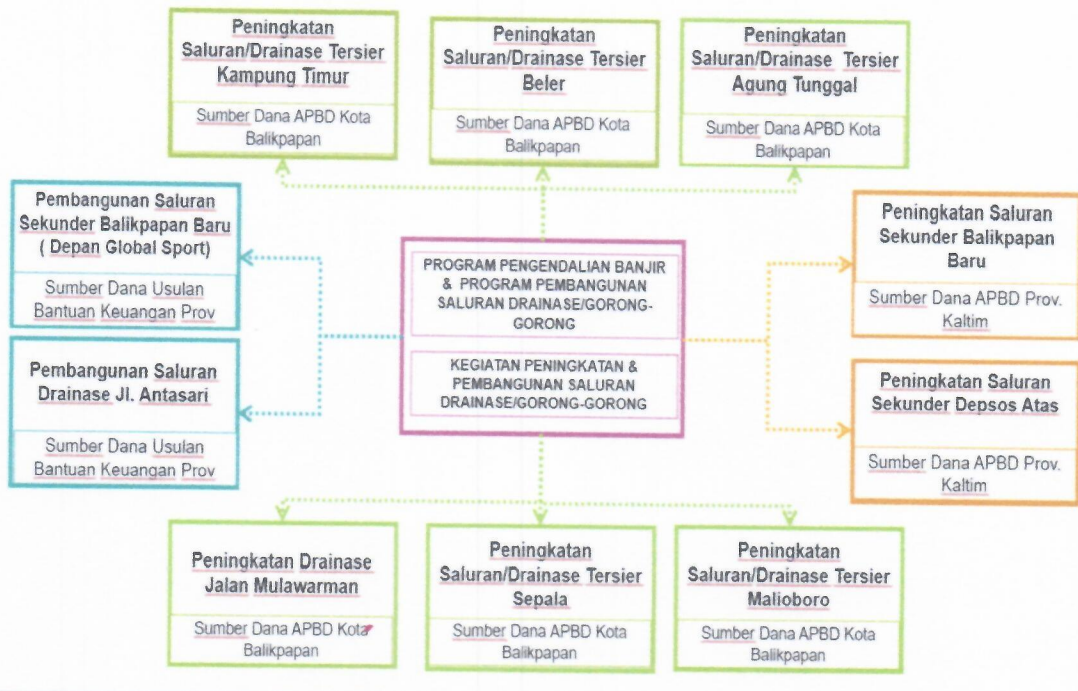 Peningkatan
Saluran/Drainase Tersier
Kampung Timur
Sumber Dana APBD Kota
Balikpapan
Peningkatan
Saluran/Drainase Tersier
Beler
Sumber Dana APBD Kota
Balikpapan
Peningkatan
Saluran/Drainase Tersier
Agung Tunggal
Sumber Dana APBD Kota
Balikpapan
Pembangunan Saluran
Sekunder Balikpapan Baru
( Depan Global Sport)
Sumber Dana Usulan
Bantuan Keuangan Prov
Pembangunan Saluran
Drainase Jl. Antasari
Sumber Dana Usulan
Bantuan Keuangan Prov
PROGRAM PENGENDALIAN BANJIR
& PROGRAM PEMBANGUNAN
SALURAN DRAINASE/GORONG-
GORONG
KEGIATAN PENINGKATAN &
PEMBANGUNAN SALURAN
DRAINASE/GORONG-GORONG
Peningkatan Saluran
Sekunder Balikpapan
Baru
Sumber Dana APBD Prov.
Kaltim
Peningkatan Saluran
Sekunder Depsos Atas
Sumber Dana APBD Prov.
Kaltim
Peningkatan Drainase
Jalan Mulawarman
Sumber Dana APBD Kota
Balikpapan
Peningkatan
Saluran/Drainase Tersier
Sepala
Sumber Dana APBD Kota
Balikpapan
Peningkatan
Saluran/Drainase Tersier
Malioboro
Sumber Dana APBD Kota
Balikpapan